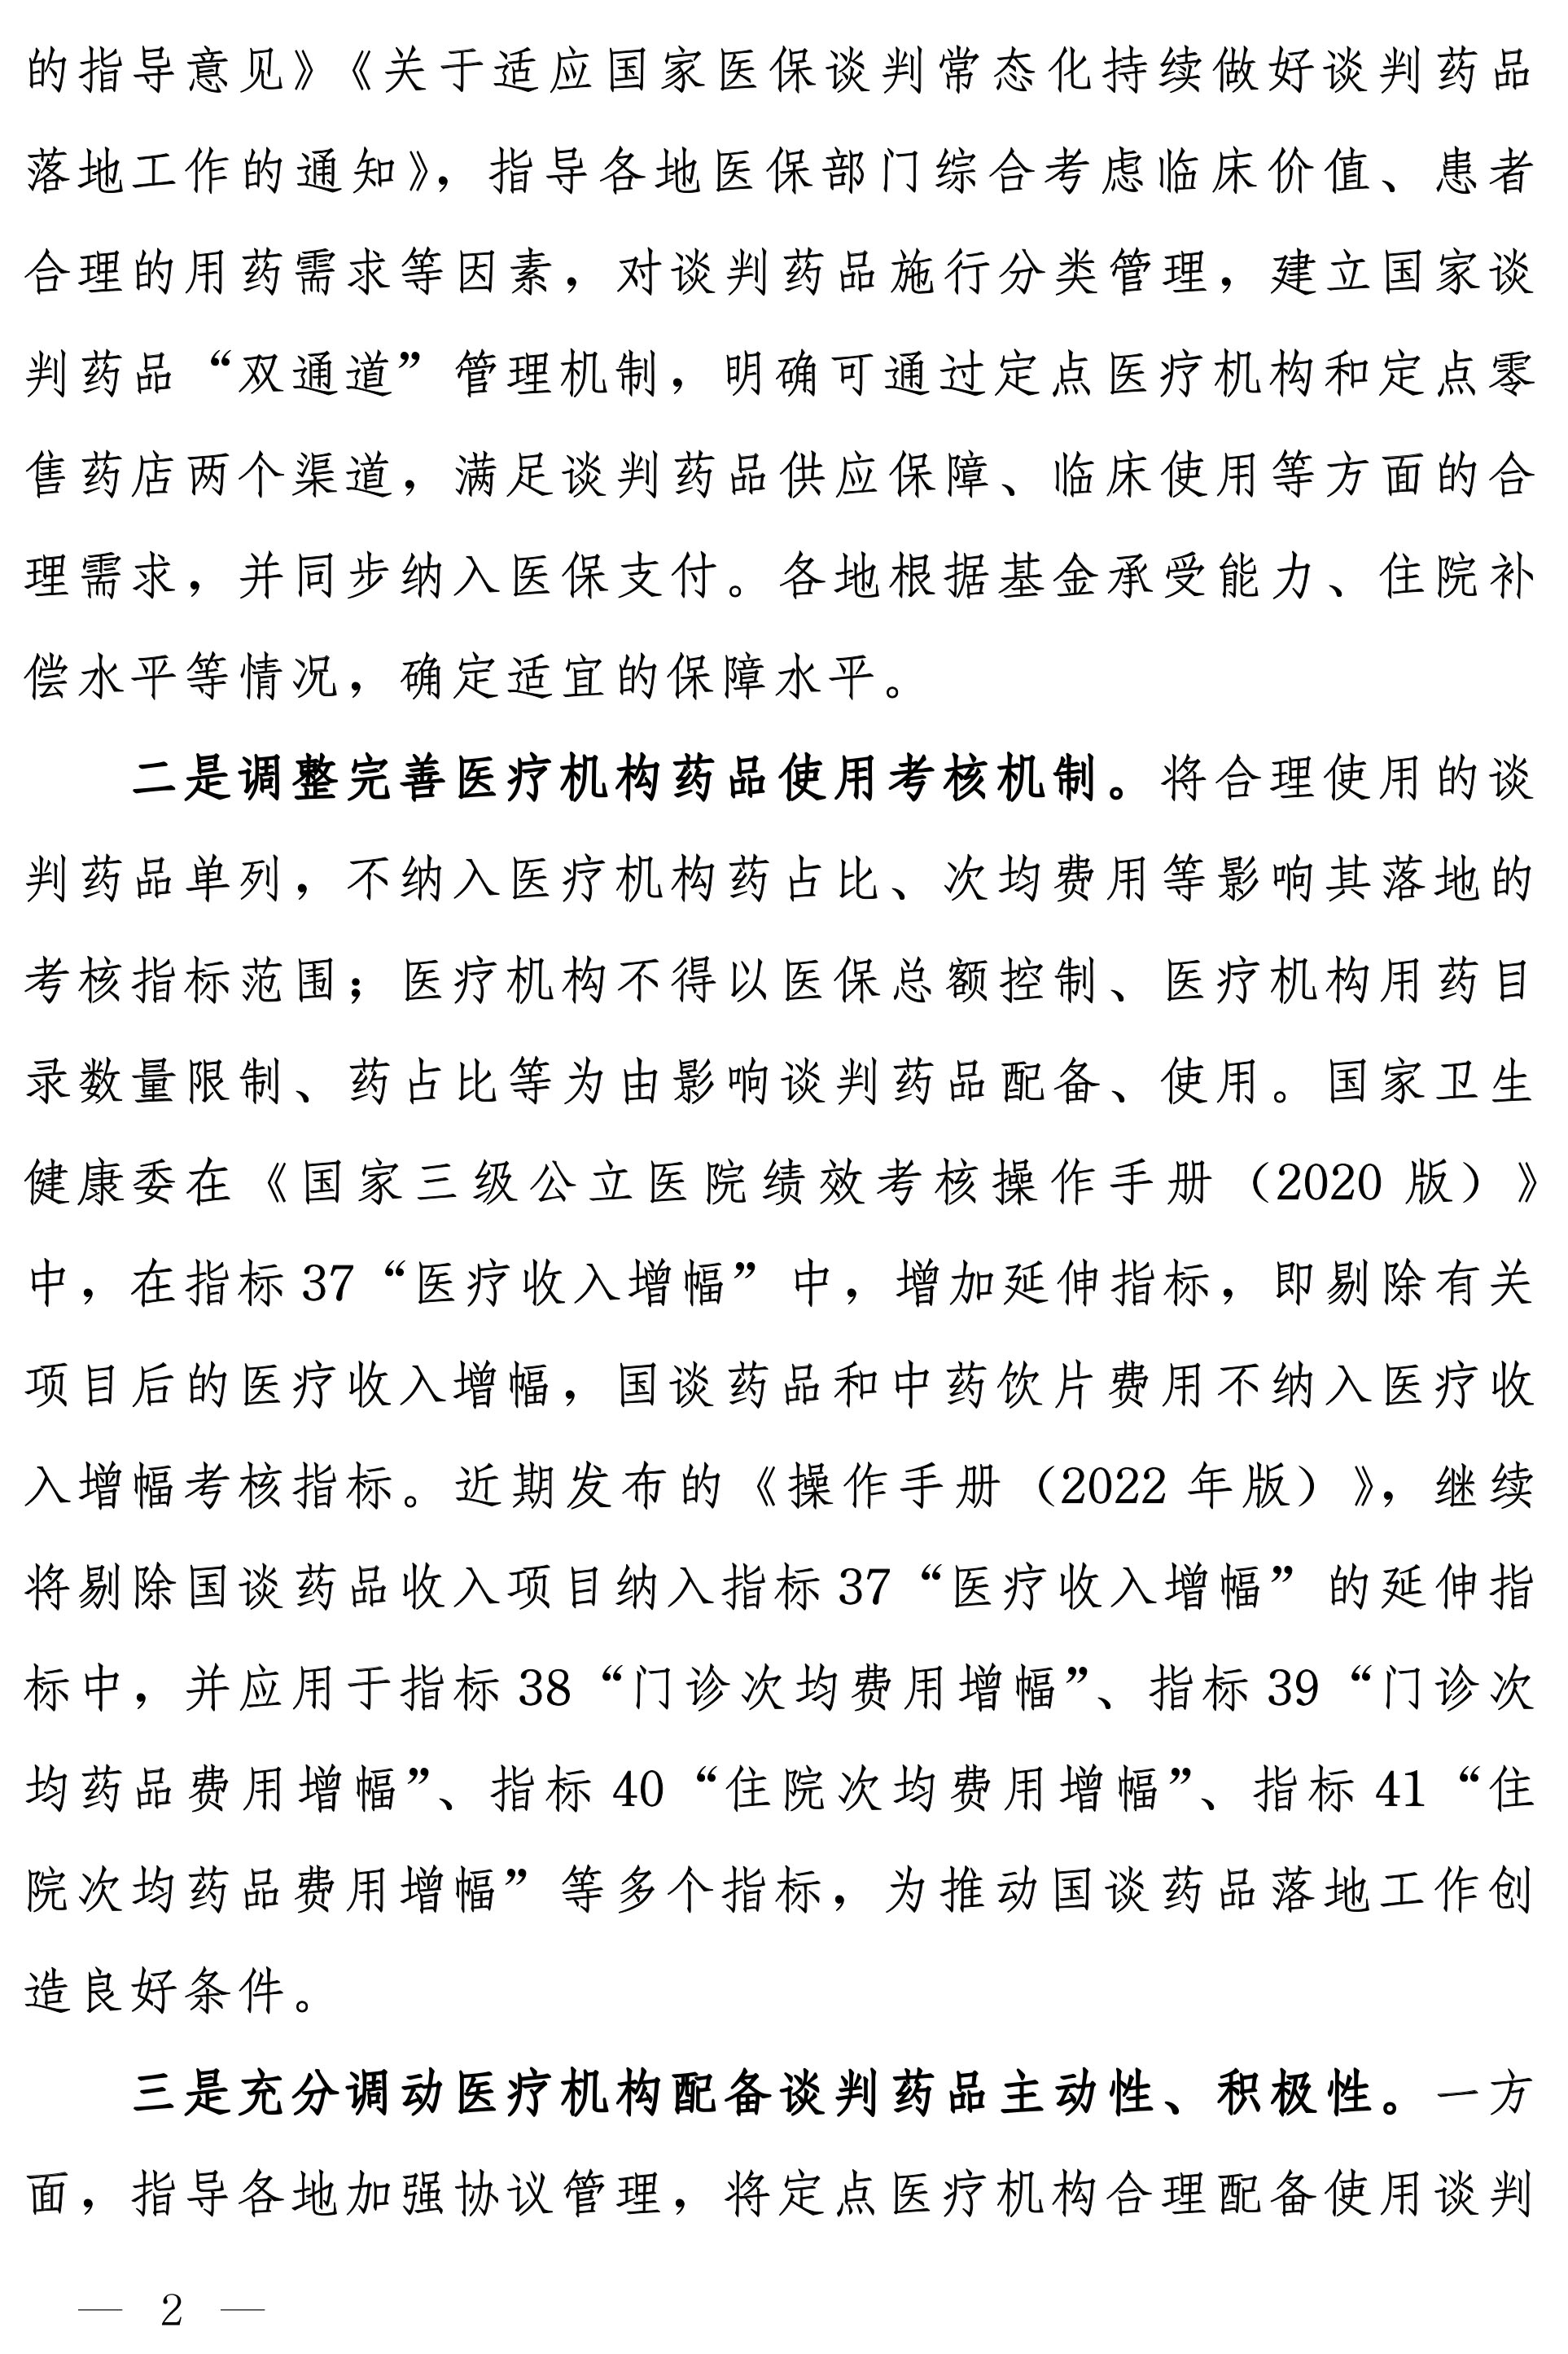 的指导意见》《关于适应国家医保谈判常态化持续做好谈判药品
落地工作的通知》，指导各地医保部门综合考虑临床价值、患者
合理的用药需求等因素，对谈判药品施行分类管理，建立国家谈
判药品“双通道”管理机制，明确可通过定点医疗机构和定点零
售药店两个渠道，满足谈判药品供应保障、临床使用等方面的合
理需求，并同步纳入医保支付。各地根据基金承受能力、住院补
偿水平等情况，确定适宜的保障水平。
二是调整完善医疗机构药品使用考核机制。将合理使用的谈
判药品单列，不纳入医疗机构药占比、次均费用等影响其落地的
考核指标范围；医疗机构不得以医保总额控制、医疗机构用药目
录数量限制、药占比等为由影响谈判药品配备、使用。国家卫生
健康委在《国家三级公立医院绩效考核操作手册（2020 版）》
中，在指标 37“医疗收入增幅”中，增加延伸指标，即剔除有关
项目后的医疗收入增幅，国谈药品和中药饮片费用不纳入医疗收
入增幅考核指标。近期发布的《操作手册（2022 年版）》，继续
将剔除国谈药品收入项目纳入指标 37“医疗收入增幅”的延伸指
标中，并应用于指标 38“门诊次均费用增幅”、指标 39“门诊次
均药品费用增幅”、指标 40“住院次均费用增幅”、指标 41“住
院次均药品费用增幅”等多个指标，为推动国谈药品落地工作创
造良好条件。
三是充分调动医疗机构配备谈判药品主动性、积极性。一方
面，指导各地加强协议管理，将定点医疗机构合理配备使用谈判
— 2 —